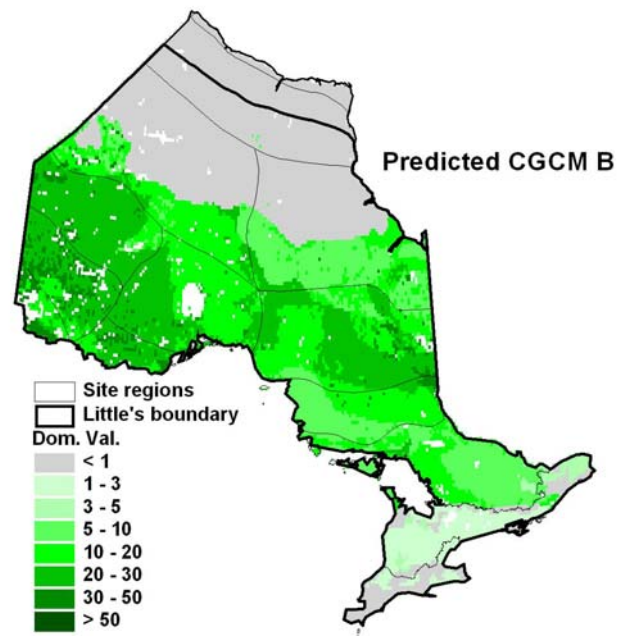 Predicted CGCM B
Site regions
Little's boundary
Dom. Val.
< 1
1 - 3
3 - 5
5 - 10
10 - 20
20 - 30
30 - 50
> 50